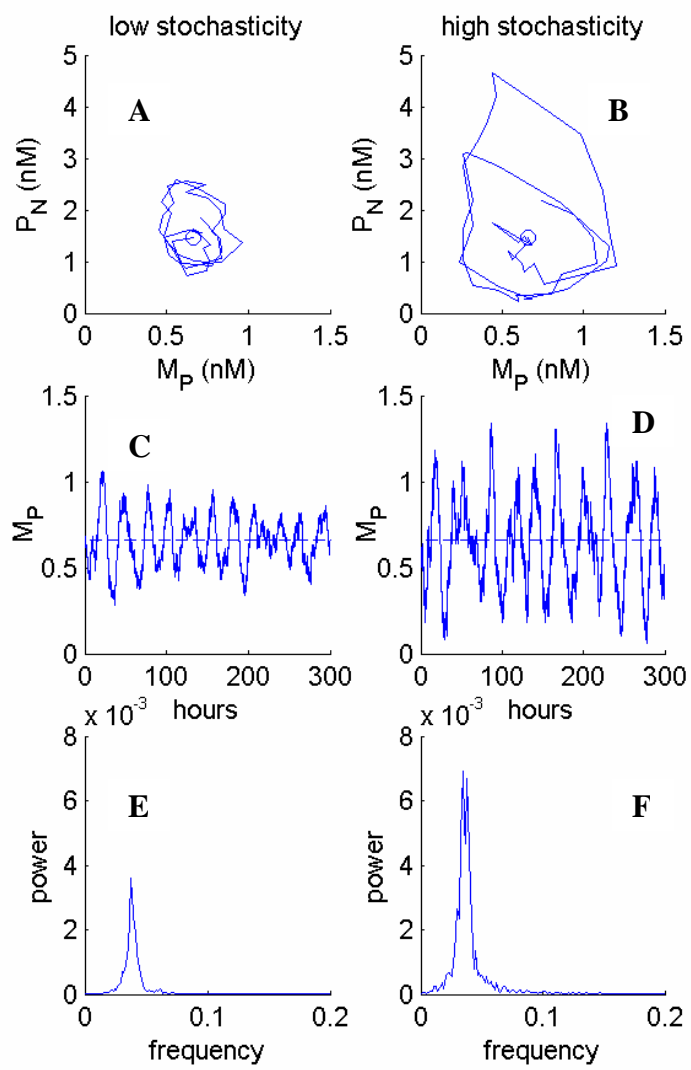 low stochasticity
high stochasticity
5
4
3
2
1
0
P_N (nM)
A
0
0.5
1
1.5
M_P (nM)
5
4
3
2
1
0
P_N (nM)
B
0
0.5
1
1.5
M_P (nM)
1.5
1
0.5
0
M_P
C
0
100
200
300
hours
1.5
1
0.5
0
M_P
D
0
100
200
300
hours
x 10^-3
8
6
4
2
0
power
E
0
0.1
0.2
frequency
x 10^-3
8
6
4
2
0
power
F
0
0.1
0.2
frequency